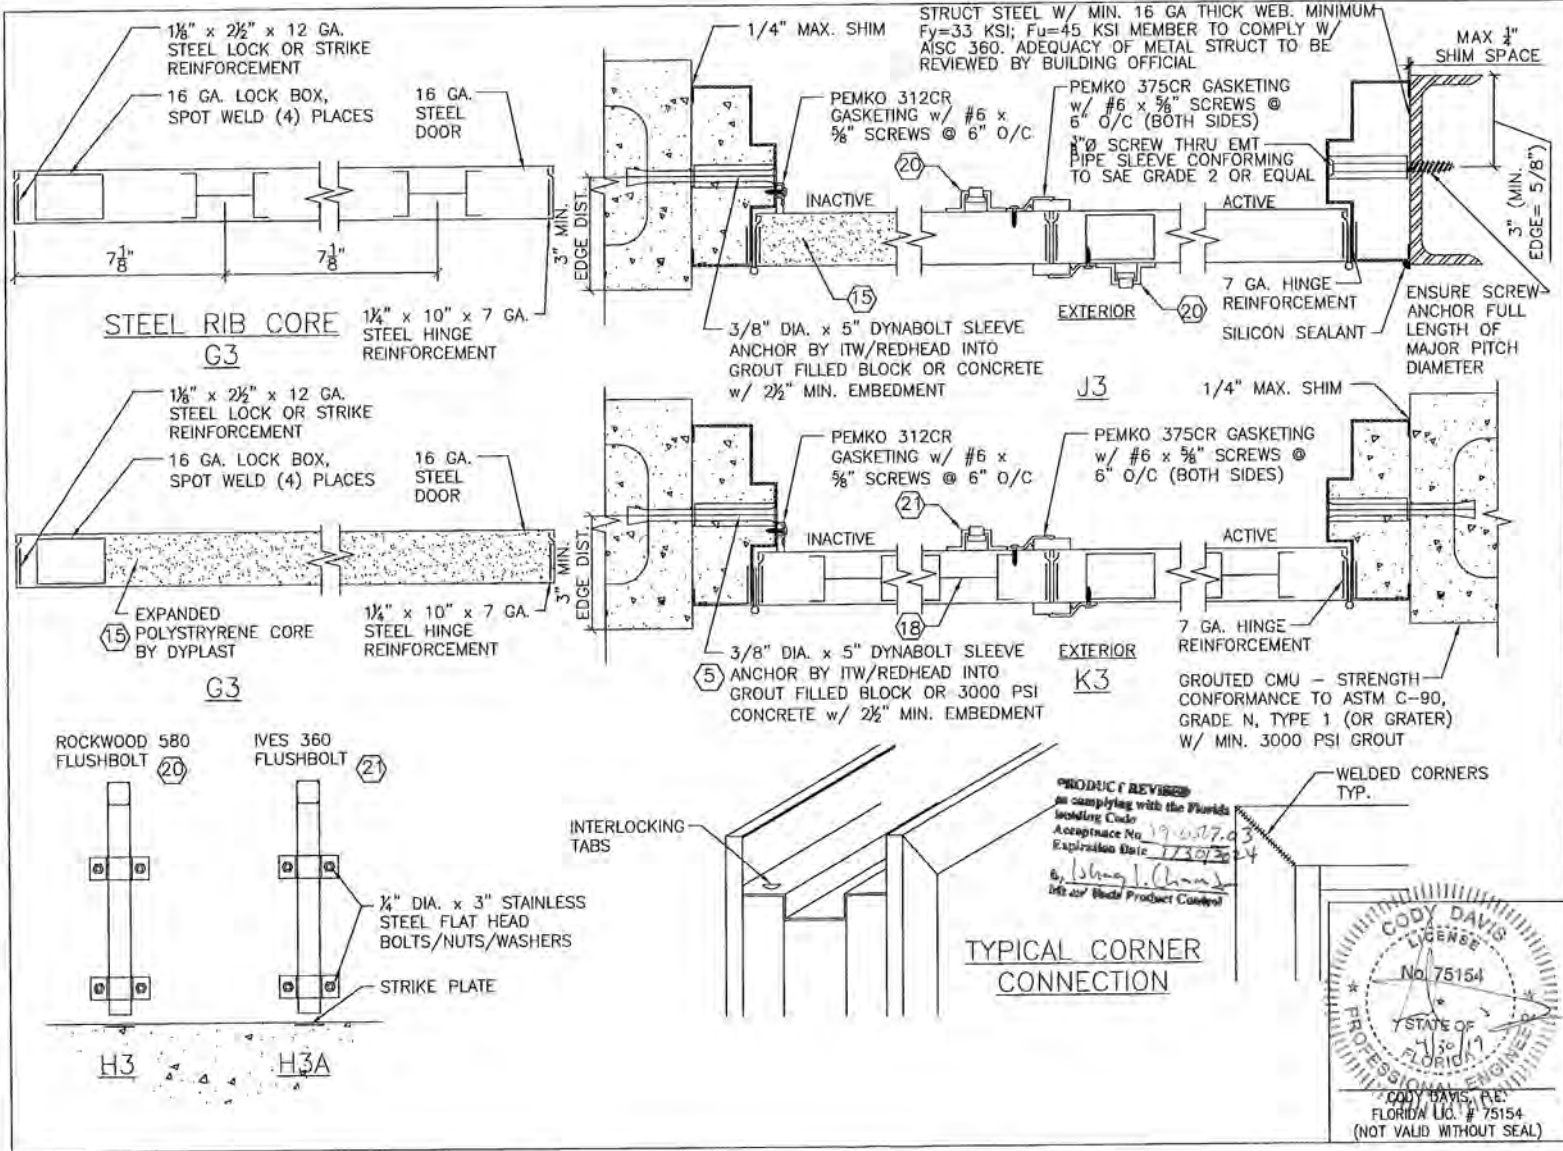 1⅛" x 2½" x 12 GA.
STEEL LOCK OR STRIKE
REINFORCEMENT
16 GA. LOCK BOX,
SPOT WELD (4) PLACES
16 GA.
STEEL
DOOR
7⅛"
7⅛"
STEEL RIB CORE
G3
1¼" x 10" x 7 GA.
STEEL HINGE
REINFORCEMENT
1⅛" x 2½" x 12 GA.
STEEL LOCK OR STRIKE
REINFORCEMENT
16 GA. LOCK BOX,
SPOT WELD (4) PLACES
16 GA.
STEEL
DOOR
15
EXPANDED
POLYSTRYRENE CORE
BY DYPLAST
1¼" x 10" x 7 GA.
STEEL HINGE
REINFORCEMENT
G3
1/4" MAX. SHIM
STRUCT STEEL W/ MIN. 16 GA THICK WEB. MINIMUM
Fy=33 KSI; Fu=45 KSI MEMBER TO COMPLY W/
AISC 360. ADEQUACY OF METAL STRUCT TO BE
REVIEWED BY BUILDING OFFICIAL
MAX ¼"
SHIM SPACE
PEMKO 312CR
GASKETING w/ #6 x
⅝" SCREWS @ 6" O/C
PEMKO 375CR GASKETING
w/ #6 x ⅝" SCREWS @
6" O/C (BOTH SIDES)
"Ø SCREW THRU EMT
PIPE SLEEVE CONFORMING
TO SAE GRADE 2 OR EQUAL
20
INACTIVE
ACTIVE
3" MIN.
EDGE DIST.
3" (MIN.
EDGE= 5/8")
15
EXTERIOR
20
7 GA. HINGE
REINFORCEMENT
SILICON SEALANT
ENSURE SCREW
ANCHOR FULL
LENGTH OF
MAJOR PITCH
DIAMETER
3/8" DIA. x 5" DYNABOLT SLEEVE
ANCHOR BY ITW/REDHEAD INTO
GROUT FILLED BLOCK OR CONCRETE
w/ 2½" MIN. EMBEDMENT
J3
1/4" MAX. SHIM
PEMKO 312CR
GASKETING w/ #6 x
⅝" SCREWS @ 6" O/C
PEMKO 375CR GASKETING
w/ #6 x ⅝" SCREWS @
6" O/C (BOTH SIDES)
21
INACTIVE
ACTIVE
3" MIN.
EDGE DIST.
18
5
3/8" DIA. x 5" DYNABOLT SLEEVE
ANCHOR BY ITW/REDHEAD INTO
GROUT FILLED BLOCK OR 3000 PSI
CONCRETE w/ 2½" MIN. EMBEDMENT
EXTERIOR
K3
7 GA. HINGE
REINFORCEMENT
GROUTED CMU – STRENGTH
CONFORMANCE TO ASTM C-90,
GRADE N, TYPE 1 (OR GRATER)
W/ MIN. 3000 PSI GROUT
ROCKWOOD 580
FLUSHBOLT 20
IVES 360
FLUSHBOLT 21
¼" DIA. x 3" STAINLESS
STEEL FLAT HEAD
BOLTS/NUTS/WASHERS
STRIKE PLATE
H3
H3A
INTERLOCKING
TABS
WELDED CORNERS
TYP.
PRODUCT REVISED
as complying with the Florida
Building Code
Acceptance No
Expiration Date
By
Product Control
TYPICAL CORNER
CONNECTION
CODY DAVIS
LICENSE
No. 75154
STATE OF
4/30/19
FLORIDA
PROFESSIONAL ENGINEER
CODY DAVIS, P.E.
FLORIDA LIC. # 75154
(NOT VALID WITHOUT SEAL)